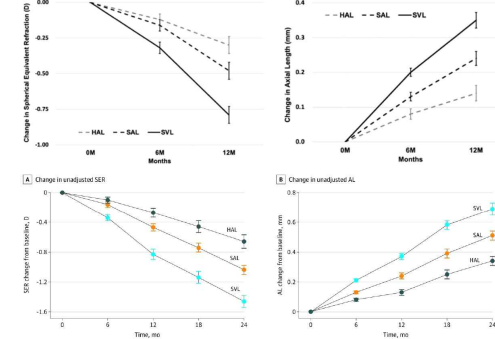 0.00
-0.25
-0.50
-0.75
-1.00
Change in Spherical Equivalent Refraction (D)
HAL SAL SVL
0M 6M 12M
Months
0.4
0.3
0.2
0.1
0.0
Change in Axial Length (mm)
HAL SAL SVL
0M 6M 12M
Months
A Change in unadjusted SER
0
-0.4
-0.8
-1.2
-1.6
SER change from baseline, D
HAL
SAL
SVL
0 6 12 18 24
Time, mo
B Change in unadjusted AL
0.8
0.6
0.4
0.2
0
AL change from baseline, mm
SVL
SAL
HAL
0 6 12 18 24
Time, mo